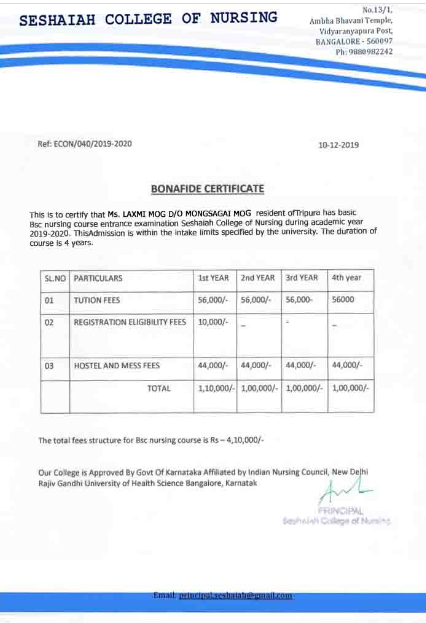 SESHAIAH COLLEGE OF NURSING
No.13/1,
Ambha Bhavani Temple,
Vidyaranyapura Post,
BANGALORE - 560097
Ph: 9880982242
Ref: ECON/040/2019-2020
10-12-2019
BONAFIDE CERTIFICATE
This is to certify that Ms. LAXMI MOG D/O MONGSAGAI MOG resident ofTripura has basic
Bsc nursing course entrance examination Seshaiah College of Nursing during academic year
2019-2020. ThisAdmission is within the intake limits specified by the university. The duration of
course is 4 years.
SL.NO PARTICULARS 1st YEAR 2nd YEAR 3rd YEAR 4th year
01 TUTION FEES 56,000/- 56,000/- 56,000- 56000
02 REGISTRATION ELIGIBILITY FEES 10,000/- – - –
03 HOSTEL AND MESS FEES 44,000/- 44,000/- 44,000/- 44,000/-
TOTAL 1,10,000/- 1,00,000/- 1,00,000/- 1,00,000/-
The total fees structure for Bsc nursing course is Rs – 4,10,000/-
Our College is Approved By Govt Of Karnataka Affiliated by Indian Nursing Council, New Delhi
Rajiv Gandhi University of Health Science Bangalore, Karnatak
PRINCIPAL
Seshaiah College of Nursing
Email: principal.seshaiah@gmail.com